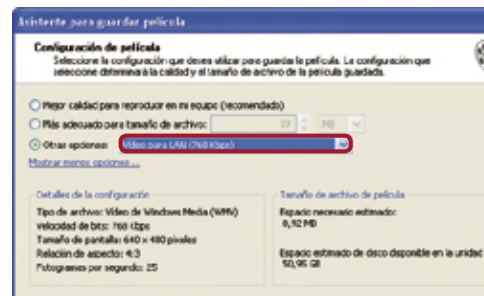 Asistente para guardar película
Configuración de película
Seleccione la configuración que desea utilizar para guardar la película. La configuración que
seleccione determinará la calidad y el tamaño de archivo de la película guardada.
Mejor calidad para reproducir en mi equipo (recomendado)
Más adecuado para tamaño de archivo: 19 MB
Otras opciones: Vídeo para LAN (768 Kbps)
Mostrar menos opciones...
Detalles de la configuración
Tipo de archivo: Vídeo de Windows Media (WMV)
Velocidad de bits: 768 Kbps
Tamaño de pantalla: 640 x 480 píxeles
Relación de aspecto: 4:3
Fotogramas por segundo: 25
Tamaño de archivo de película
Espacio necesario estimado:
0,92 MB
Espacio estimado de disco disponible en la unidad
50,95 GB